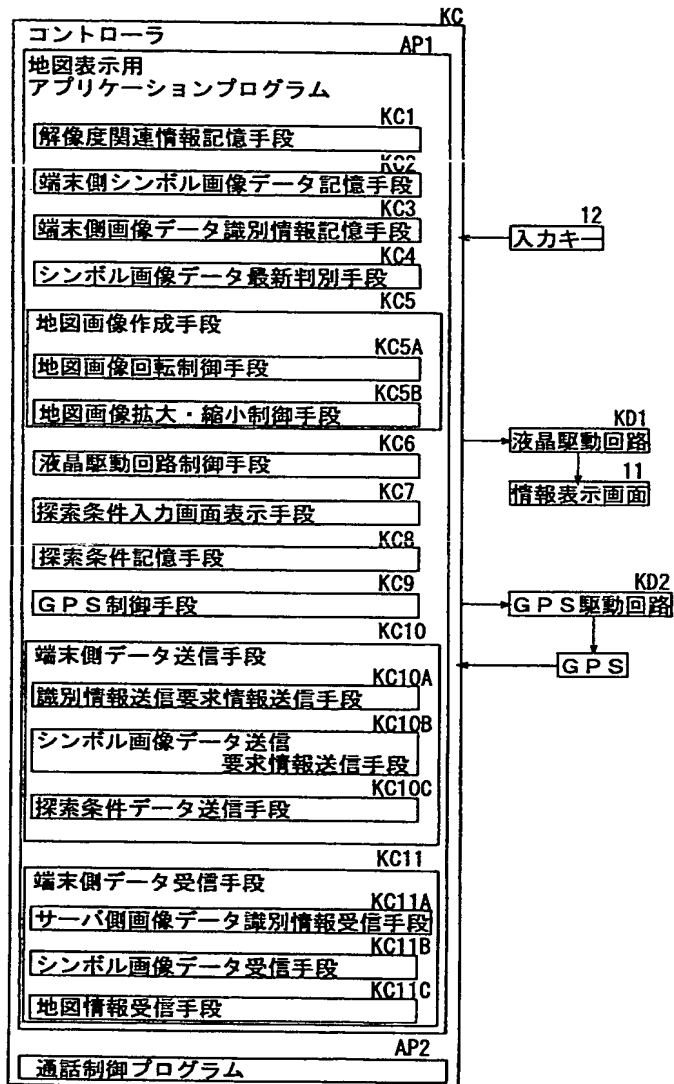 KC
コントローラ
AP1
地図表示用
アプリケーションプログラム
KC1
解像度関連情報記憶手段
KC2
端末側シンボル画像データ記憶手段
KC3
端末側画像データ識別情報記憶手段
12
入力キー
KC4
シンボル画像データ最新判別手段
KC5
地図画像作成手段
KC5A
地図画像回転制御手段
KC5B
地図画像拡大・縮小制御手段
KD1
液晶駆動回路
KC6
液晶駆動回路制御手段
11
情報表示画面
KC7
探索条件入力画面表示手段
KC8
探索条件記憶手段
KC9
GPS制御手段
KD2
GPS駆動回路
KC10
端末側データ送信手段
GPS
KC10A
識別情報送信要求情報送信手段
KC10B
シンボル画像データ送信
要求情報送信手段
KC10C
探索条件データ送信手段
KC11
端末側データ受信手段
KC11A
サーバ側画像データ識別情報受信手段
KC11B
シンボル画像データ受信手段
KC11C
地図情報受信手段
AP2
通話制御プログラム